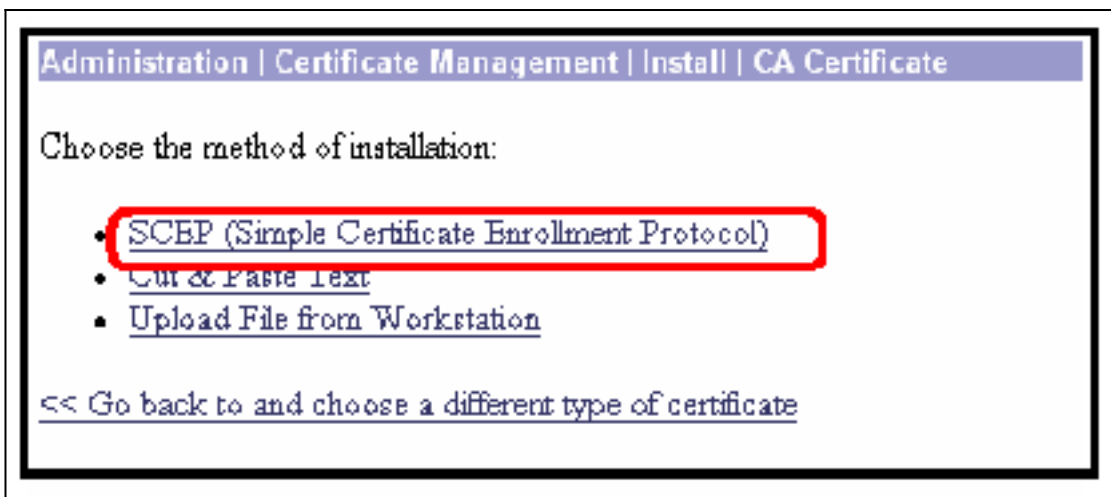 Administration | Certificate Management | Install | CA Certificate
Choose the method of installation:
• SCEP (Simple Certificate Enrollment Protocol)
• Cut & Paste Text
• Upload File from Workstation
<< Go back to and choose a different type of certificate